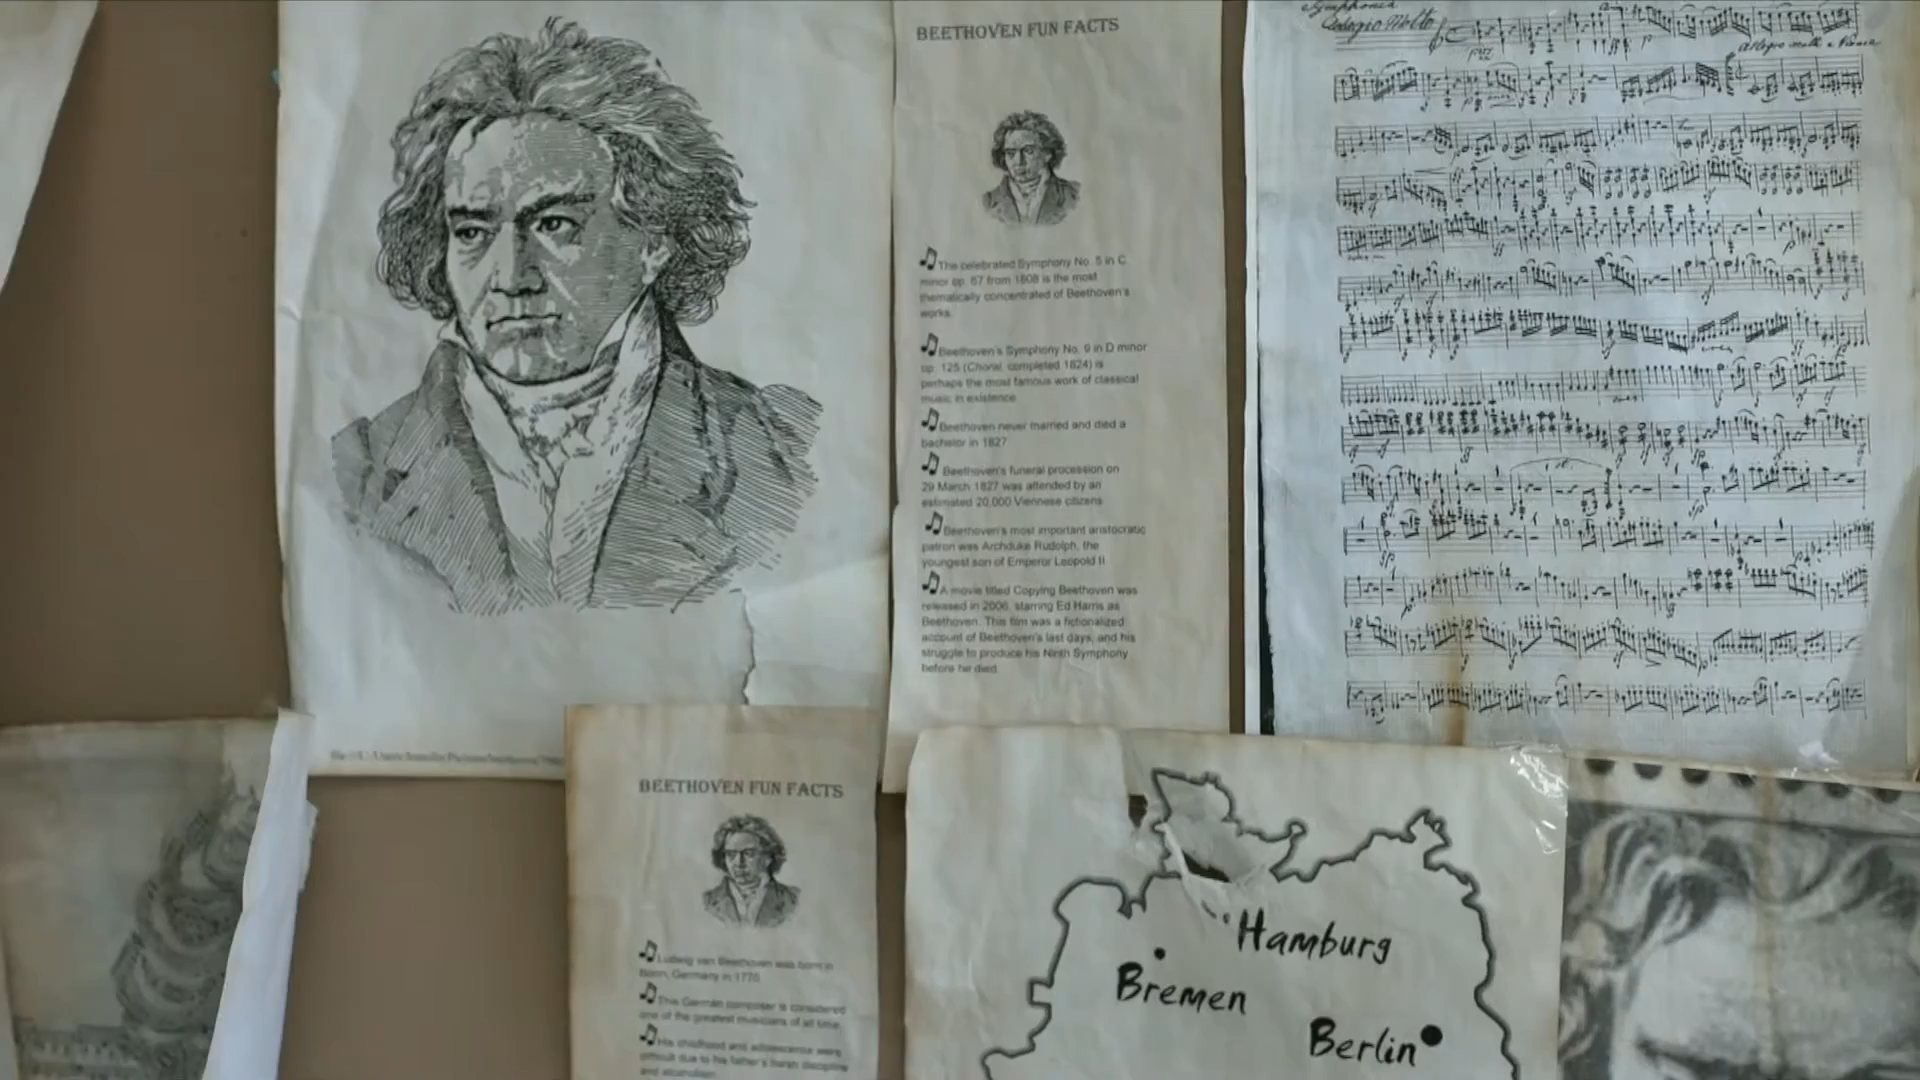 BEETHOVEN FUN FACTS
The celebrated Symphony No. 5 in C
minor op. 67 from 1808 is the most
thematically concentrated of Beethoven's
works.
Beethoven's Symphony No. 9 in D minor
op. 125 (Choral, completed 1824) is
perhaps the most famous work of classical
music in existence
Beethoven never married and died a
bachelor in 1827
Beethoven's funeral procession on
29 March 1827 was attended by an
estimated 20,000 Viennese citizens
Beethoven's most important aristocratic
patron was Archduke Rudolph, the
youngest son of Emperor Leopold II
A movie titled Copying Beethoven was
released in 2006, starring Ed Harris as
Beethoven. This film was a fictionalized
account of Beethoven's last days, and his
struggle to produce his Ninth Symphony
before he died.
Adagio Molto
BEETHOVEN FUN FACTS
Ludwig van Beethoven was born in
Bonn, Germany in 1770
This German composer is considered
one of the greatest musicians of all time.
His childhood and adolescence were
difficult due to his father's harsh discipline
and alcoholism
Hamburg
Bremen
Berlin